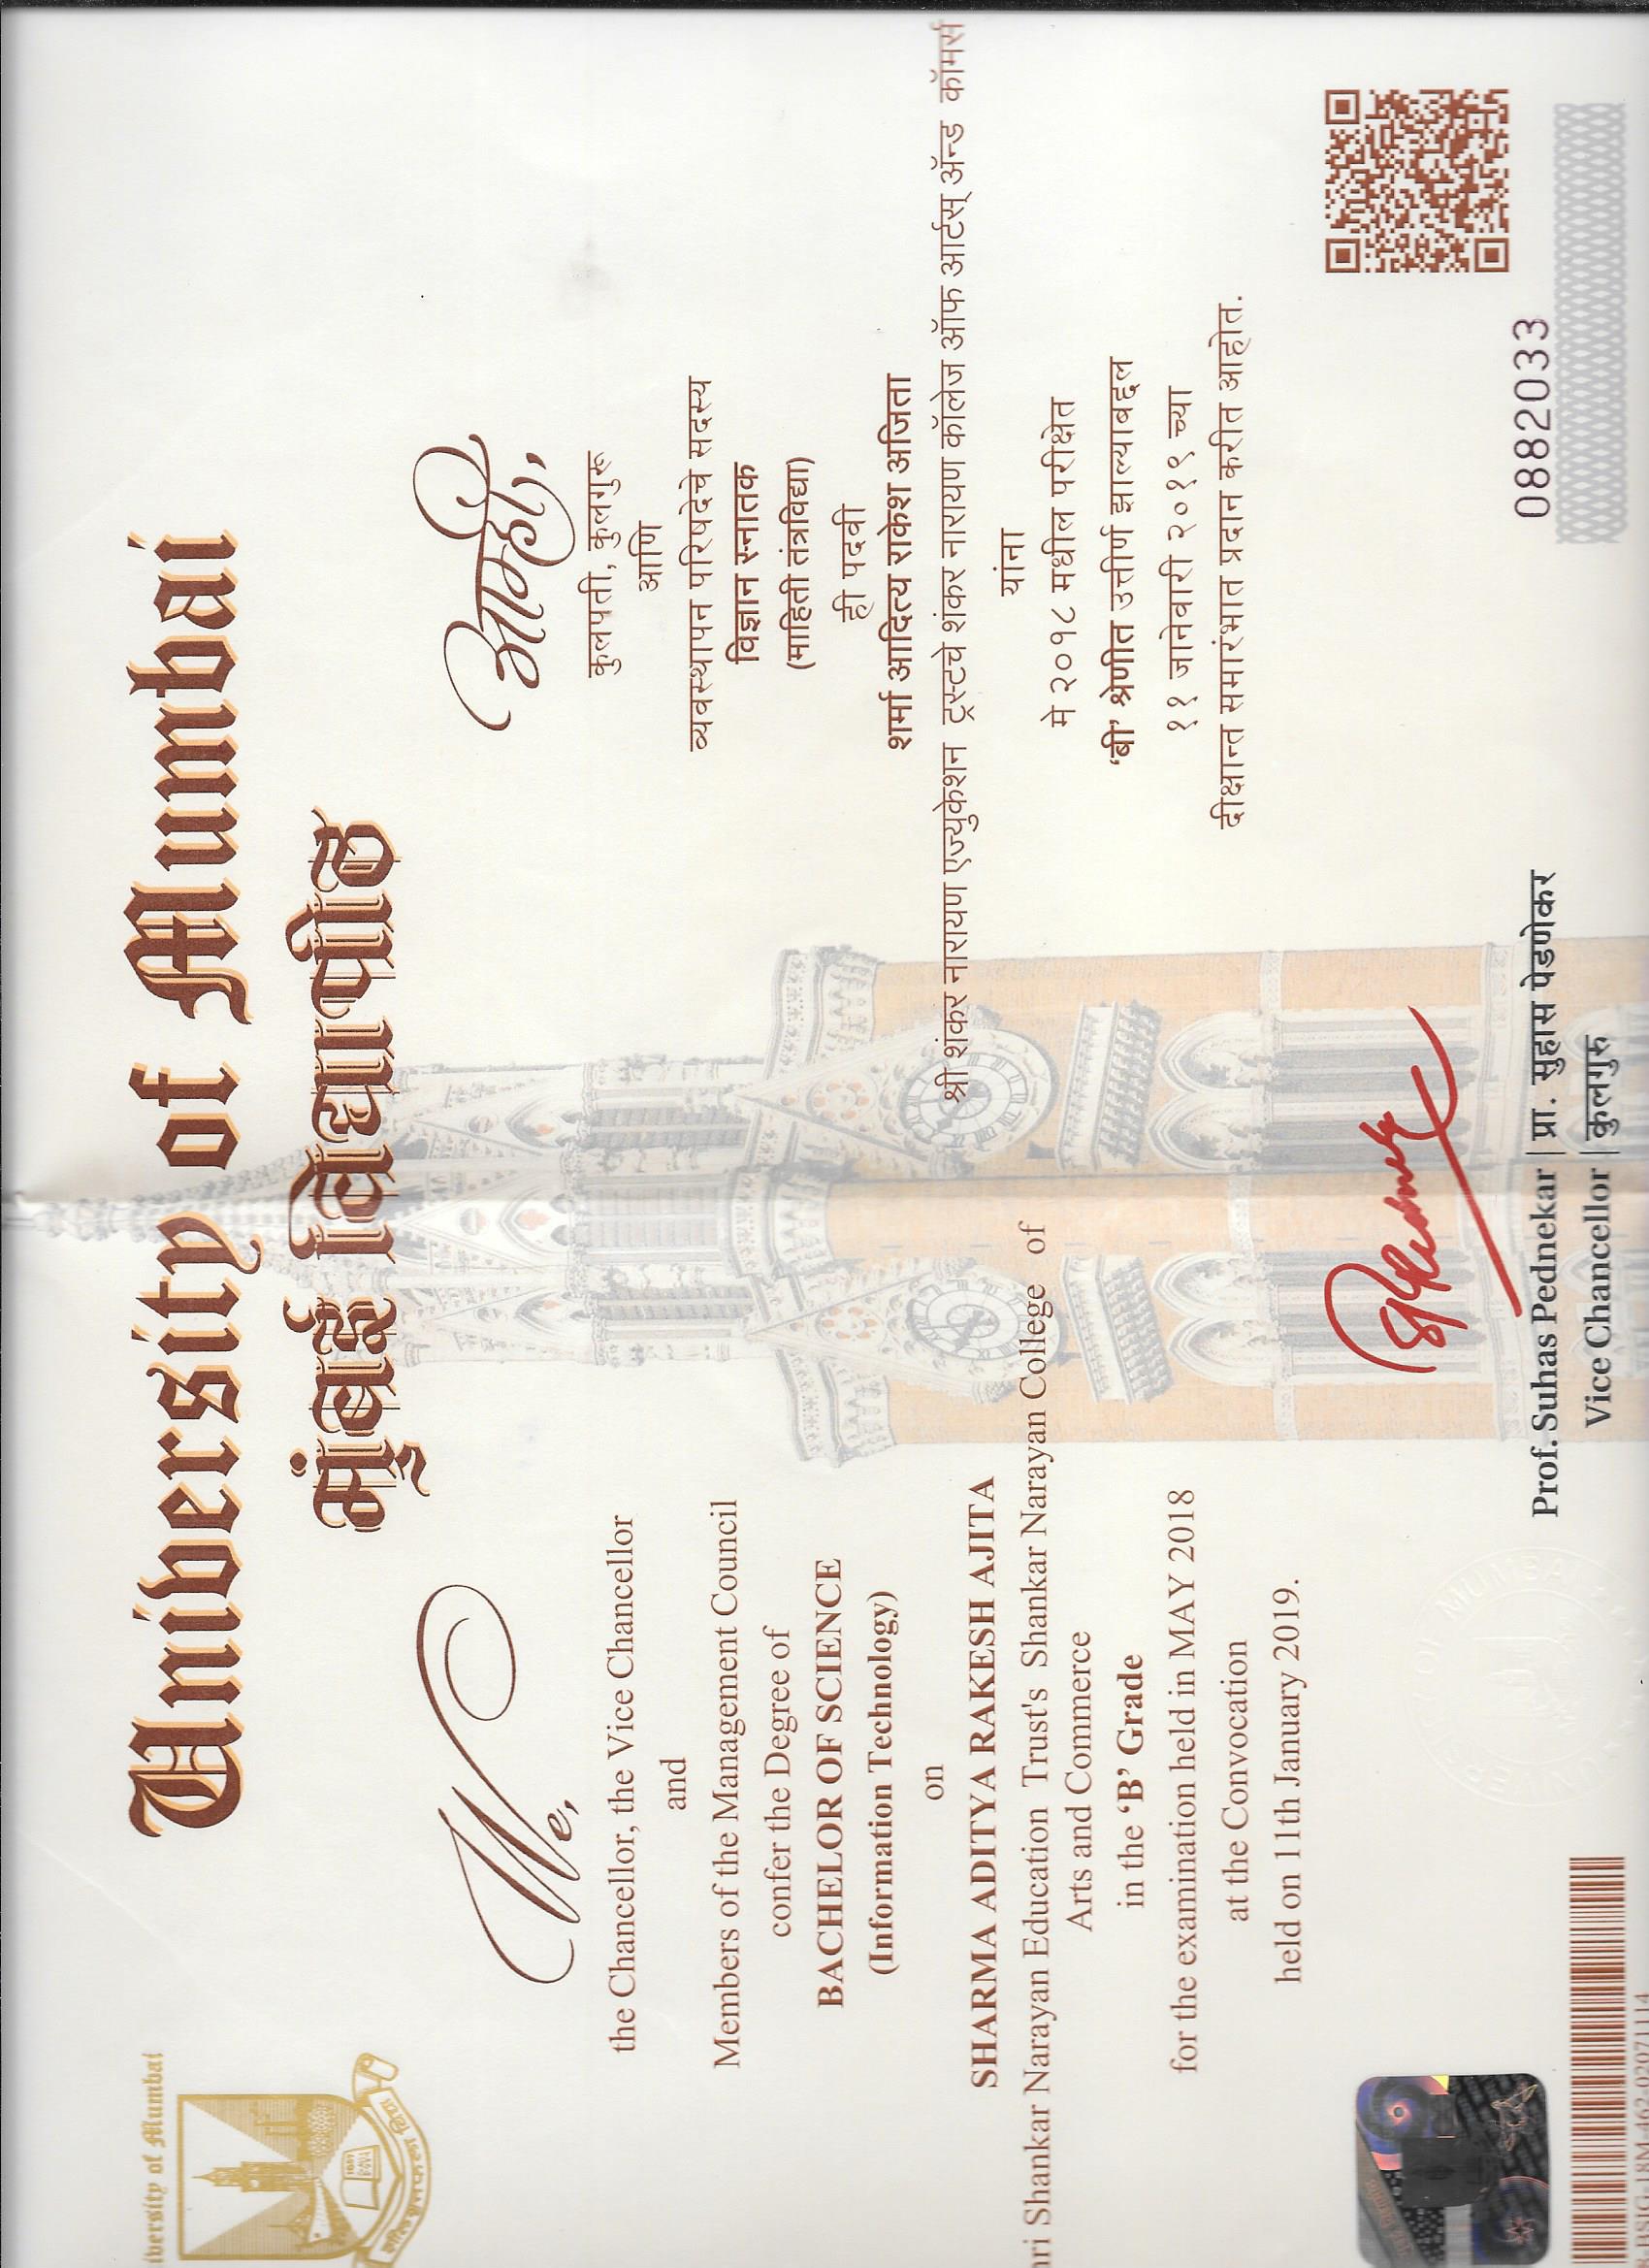 University of Mumbai
मुंबई विद्यापीठ
We,
the Chancellor, the Vice Chancellor
and
Members of the Management Council
confer the Degree of
BACHELOR OF SCIENCE
(Information Technology)
on
SHARMA ADITYA RAKESH AJITA
Shankar Narayan Education Trust's Shankar Narayan College of
Arts and Commerce
in the ‘B’ Grade
for the examination held in MAY 2018
at the Convocation
held on 11th January 2019.
आम्ही,
कुलपती, कुलगुरू
आणि
व्यवस्थापन परिषदेचे सदस्य
विज्ञान स्नातक
(माहिती तंत्रविद्या)
ही पदवी
शर्मा आदित्य राकेश अजिता
श्री शंकर नारायण एज्युकेशन ट्रस्टचे शंकर नारायण कॉलेज ऑफ आर्टस् ॲन्ड कॉमर्स
यांना
मे २०१८ मधील परीक्षेत
‘बी’ श्रेणीत उत्तीर्ण झाल्याबद्दल
११ जानेवारी २०१९ च्या
दीक्षान्त समारंभात प्रदान करीत आहोत.
Prof. Suhas Pednekar | प्रा. सुहास पेडणेकर
Vice Chancellor | कुलगुरु
0882033
of Mumbai
MUMBAI